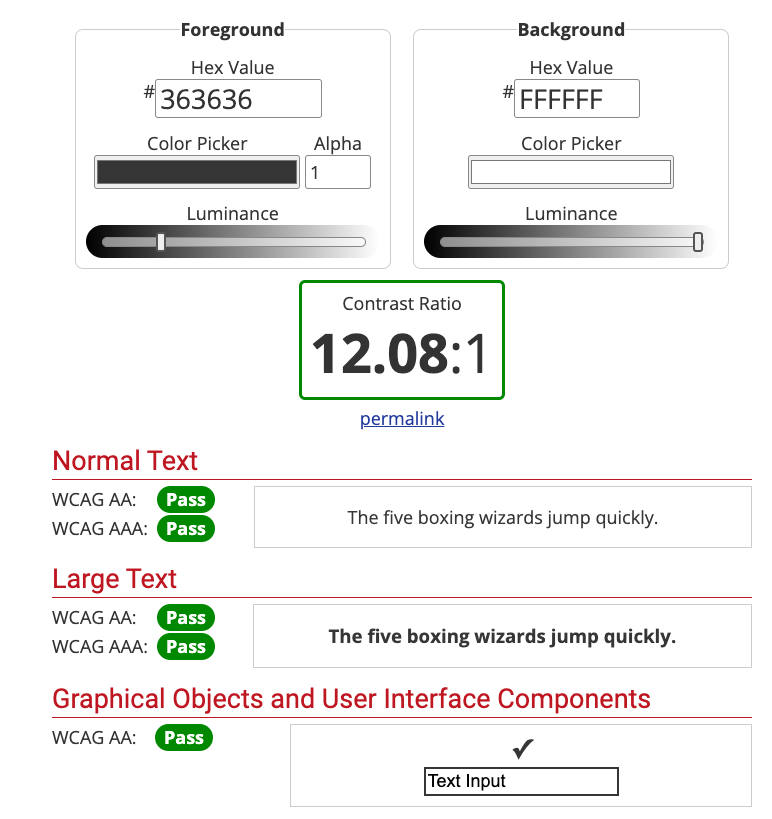 Foreground
Hex Value
#363636
Color Picker
Alpha
1
Luminance
Background
Hex Value
#FFFFFF
Color Picker
Luminance
Contrast Ratio
12.08:1
permalink
Normal Text
WCAG AA: Pass
WCAG AAA: Pass
The five boxing wizards jump quickly.
Large Text
WCAG AA: Pass
WCAG AAA: Pass
The five boxing wizards jump quickly.
Graphical Objects and User Interface Components
WCAG AA: Pass
✔
Text Input